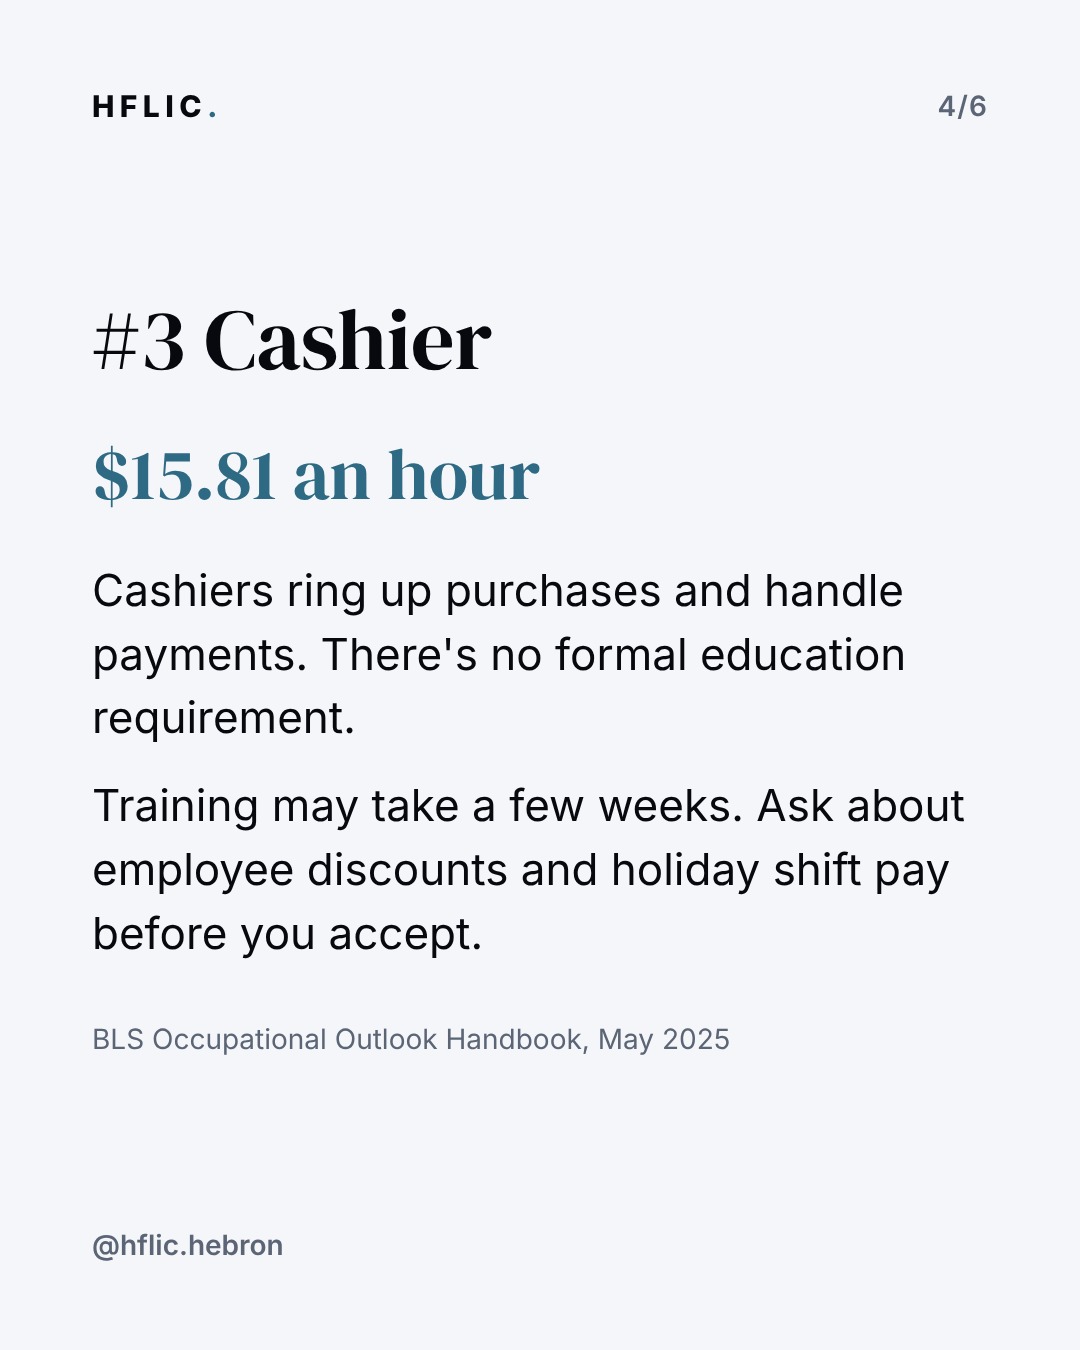 HFLIC.
4/6
#3 Cashier
$15.81 an hour
Cashiers ring up purchases and handle
payments. There's no formal education
requirement.
Training may take a few weeks. Ask about
employee discounts and holiday shift pay
before you accept.
BLS Occupational Outlook Handbook, May 2025
@hflic.hebron